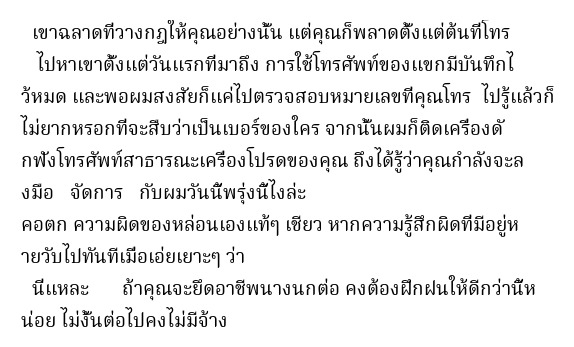 เขาฉลาดที่วางกฎให้คุณอย่างนั้น แต่คุณก็พลาดตั้งแต่ต้นที่โทร
ไปหาเขาตั้งแต่วันแรกที่มาถึง การใช้โทรศัพท์ของแขกมีบันทึกไ
ว้หมด และพอผมสงสัยก็แค่ไปตรวจสอบหมายเลขที่คุณโทร ไปรู้แล้วก็
ไม่ยากหรอกที่จะสืบว่าเป็นเบอร์ของใคร จากนั้นผมก็ติดเครื่องดั
กฟังโทรศัพท์สาธารณะเครื่องโปรดของคุณ ถึงได้รู้ว่าคุณกำลังจะล
งมือ จัดการ กับผมวันนี้พรุ่งนี้ไงล่ะ
คอตก ความผิดของหล่อนเองแท้ๆ เชียว หากความรู้สึกผิดที่มีอยู่ห
ายวับไปทันทีเมื่อเอ่ยเยาะๆ ว่า
นี่แหละ ถ้าคุณจะยึดอาชีพนางนกต่อ คงต้องฝึกฝนให้ดีกว่านี้ห
น่อย ไม่งั้นต่อไปคงไม่มีจ้าง